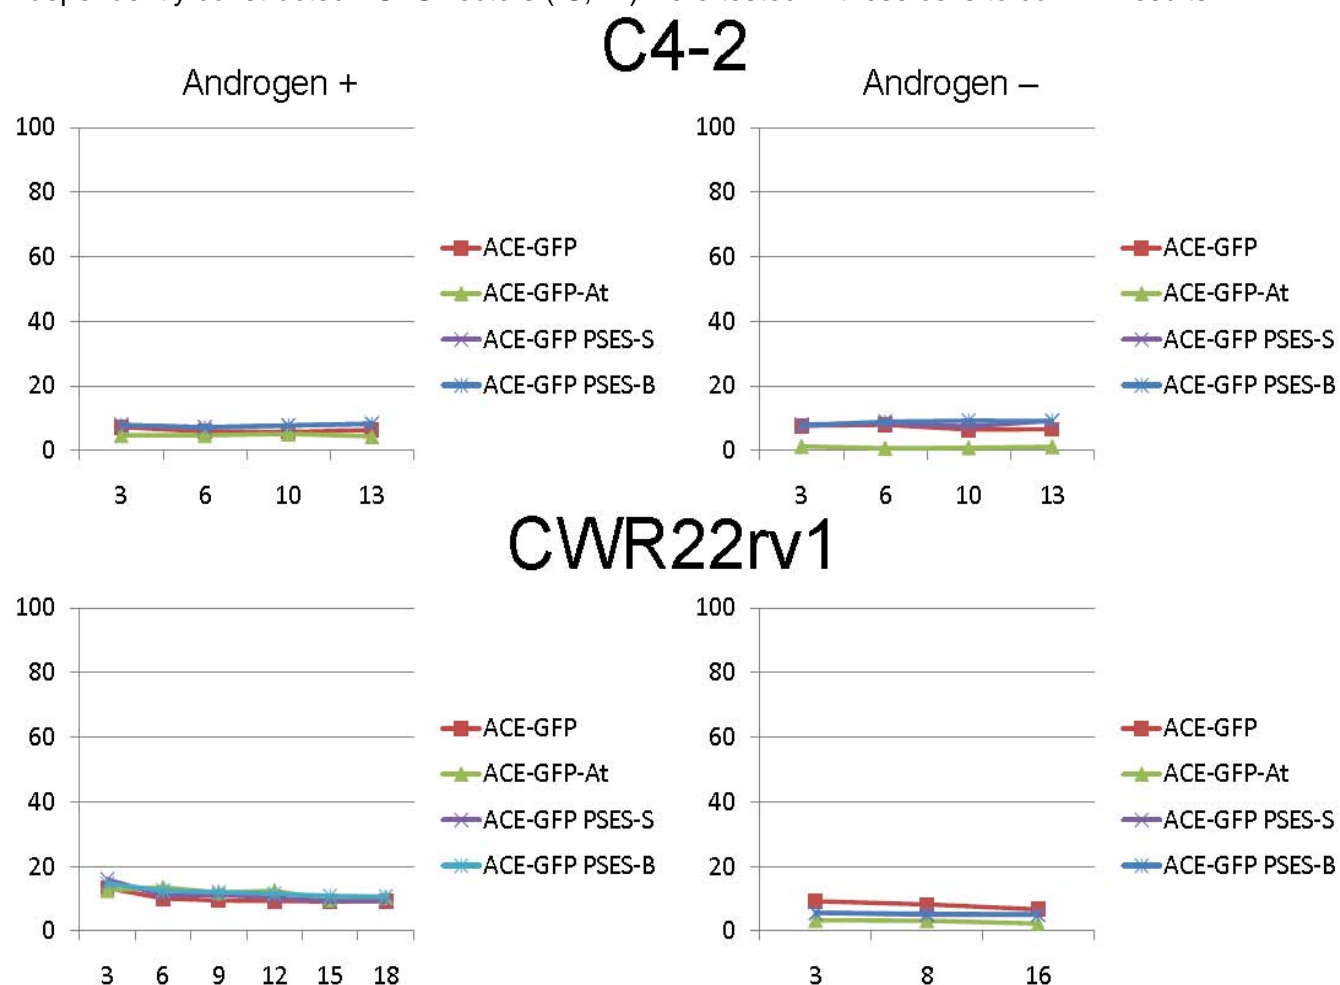 C4-2
Androgen +
Androgen –
100
80
60
40
20
0
3 6 10 13
ACE-GFP
ACE-GFP-At
ACE-GFP PSES-S
ACE-GFP PSES-B
100
80
60
40
20
0
3 6 10 13
ACE-GFP
ACE-GFP-At
ACE-GFP PSES-S
ACE-GFP PSES-B
CWR22rv1
100
80
60
40
20
0
3 6 9 12 15 18
ACE-GFP
ACE-GFP-At
ACE-GFP PSES-S
ACE-GFP PSES-B
100
80
60
40
20
0
3 8 16
ACE-GFP
ACE-GFP-At
ACE-GFP PSES-S
ACE-GFP PSES-B